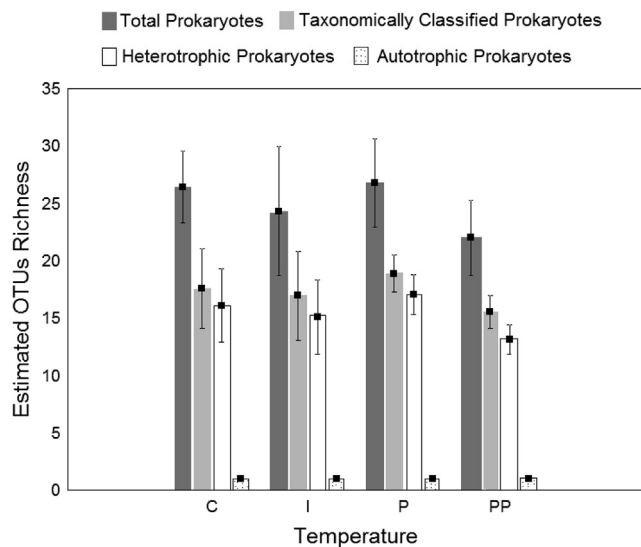 Total Prokaryotes Taxonomically Classified Prokaryotes
Heterotrophic Prokaryotes Autotrophic Prokaryotes
Estimated OTUs Richness
35
30
25
20
15
10
5
0
C I P PP
Temperature